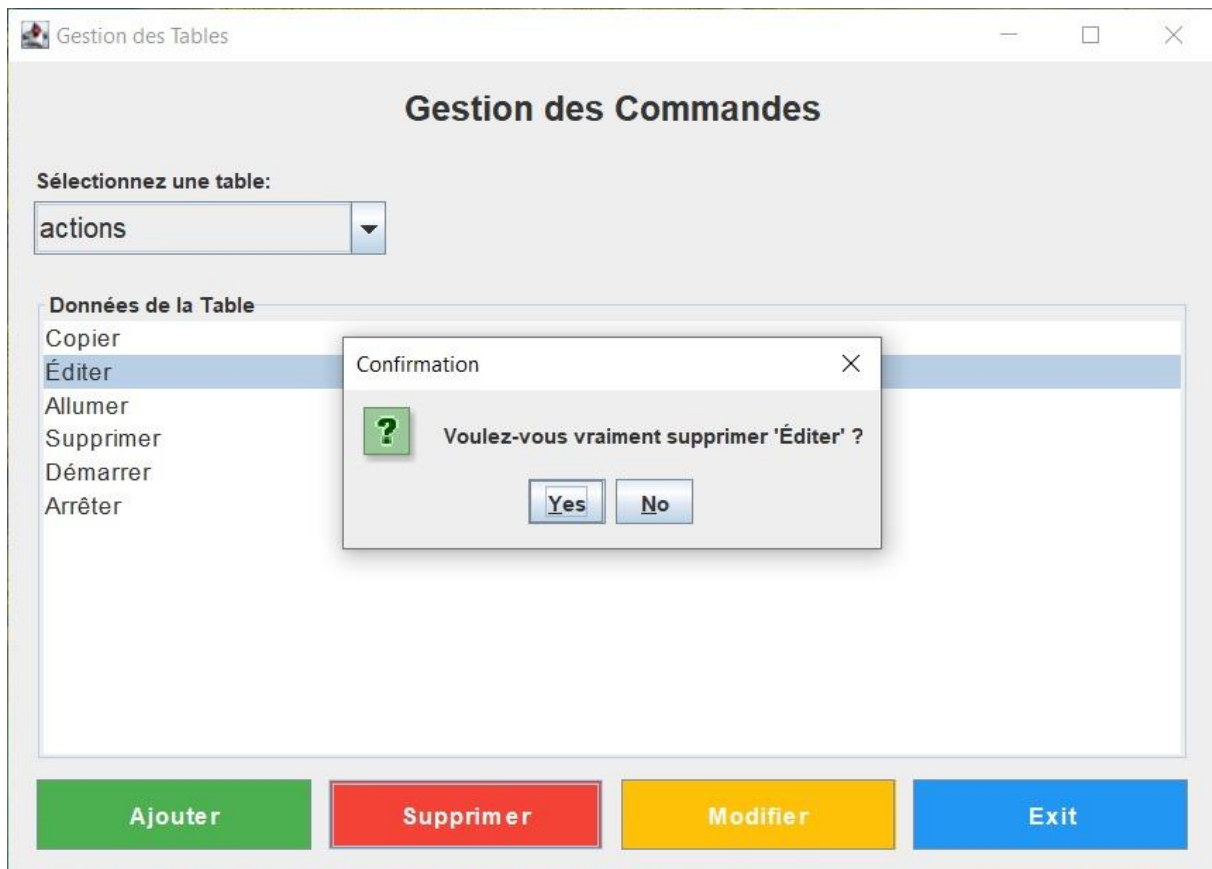 Gestion des Tables
Gestion des Commandes
Sélectionnez une table:
actions
Données de la Table
Copier
Éditer
Allumer
Supprimer
Démarrer
Arrêter
Confirmation
?
Voulez-vous vraiment supprimer 'Éditer' ?
Yes No
Ajouter Supprimer Modifier Exit